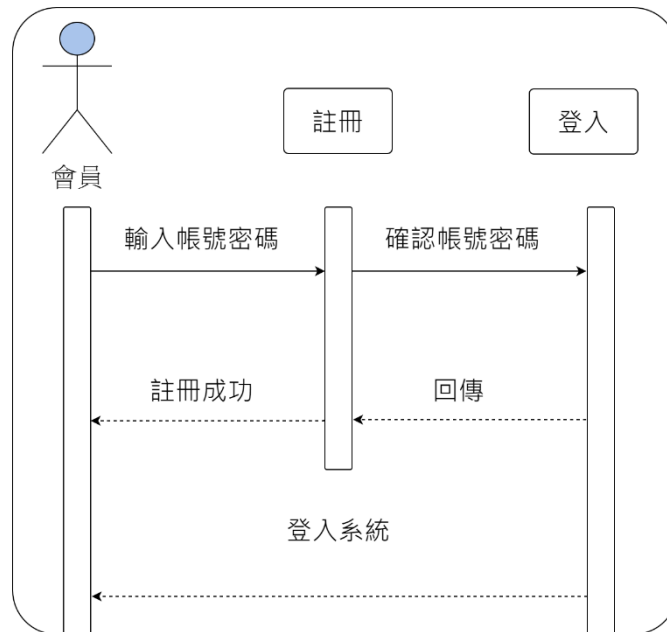 註冊
登入
會員
輸入帳號密碼
確認帳號密碼
註冊成功
回傳
登入系統